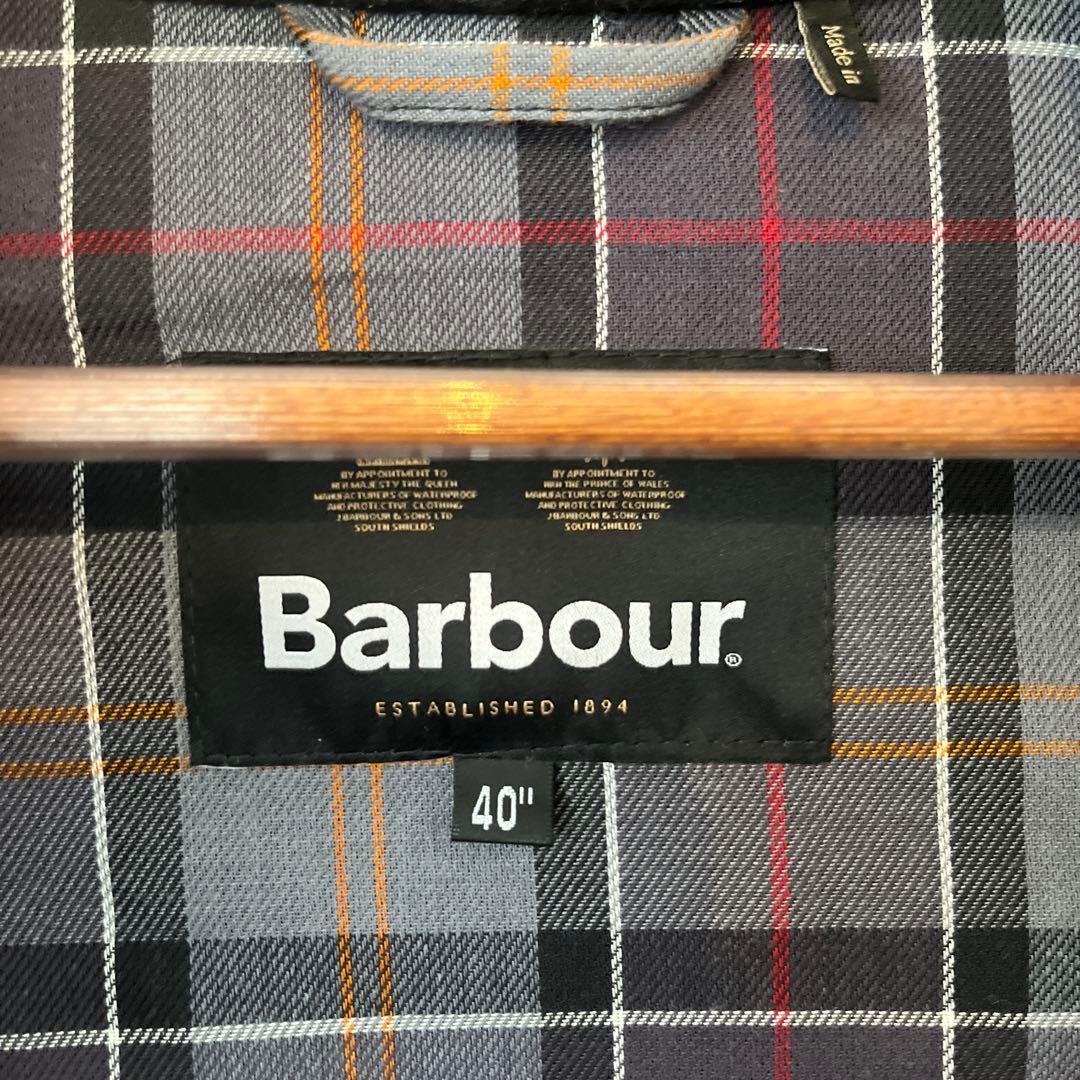 Made in
BY APPOINTMENT TO
HER MAJESTY THE QUEEN
MANUFACTURERS OF WATERPROOF
AND PROTECTIVE CLOTHING
J BARBOUR & SONS LTD
SOUTH SHIELDS
BY APPOINTMENT TO
HRH THE PRINCE OF WALES
MANUFACTURERS OF WATERPROOF
AND PROTECTIVE CLOTHING
J BARBOUR & SONS LTD
SOUTH SHIELDS
Barbour®
ESTABLISHED 1894
40"